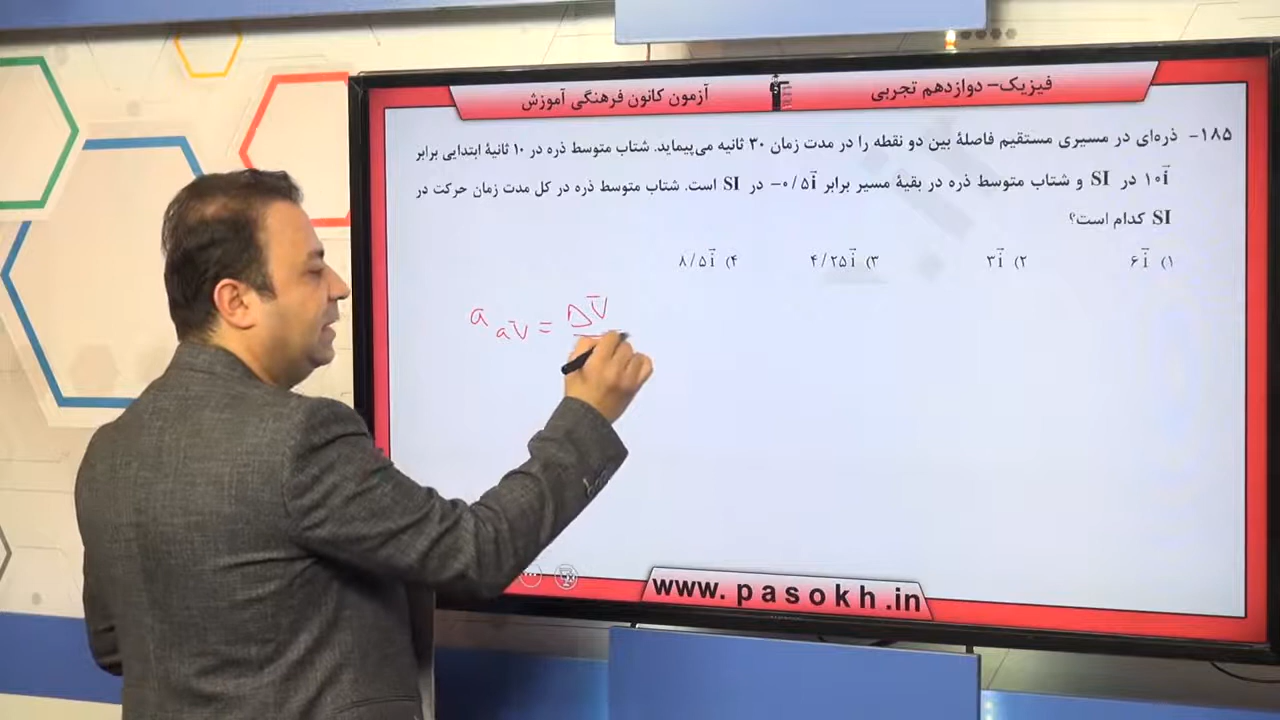 فیزیک- دوازدهم تجربی
آزمون کانون فرهنگی آموزش
۱۸۵- ذره‌ای در مسیری مستقیم فاصلهٔ بین دو نقطه را در مدت زمان ۳۰ ثانیه می‌پیماید. شتاب متوسط ذره در ۱۰ ثانیهٔ ابتدایی برابر
۱۰i⃗ در SI و شتاب متوسط ذره در بقیهٔ مسیر برابر −۰/۵i⃗ در SI است. شتاب متوسط ذره در کل مدت زمان حرکت در
SI کدام است؟
۱) ۶i⃗ ۲) ۳i⃗ ۳) ۴/۲۵i⃗ ۴) ۸/۵i⃗
a av = ΔV
www.pasokh.in